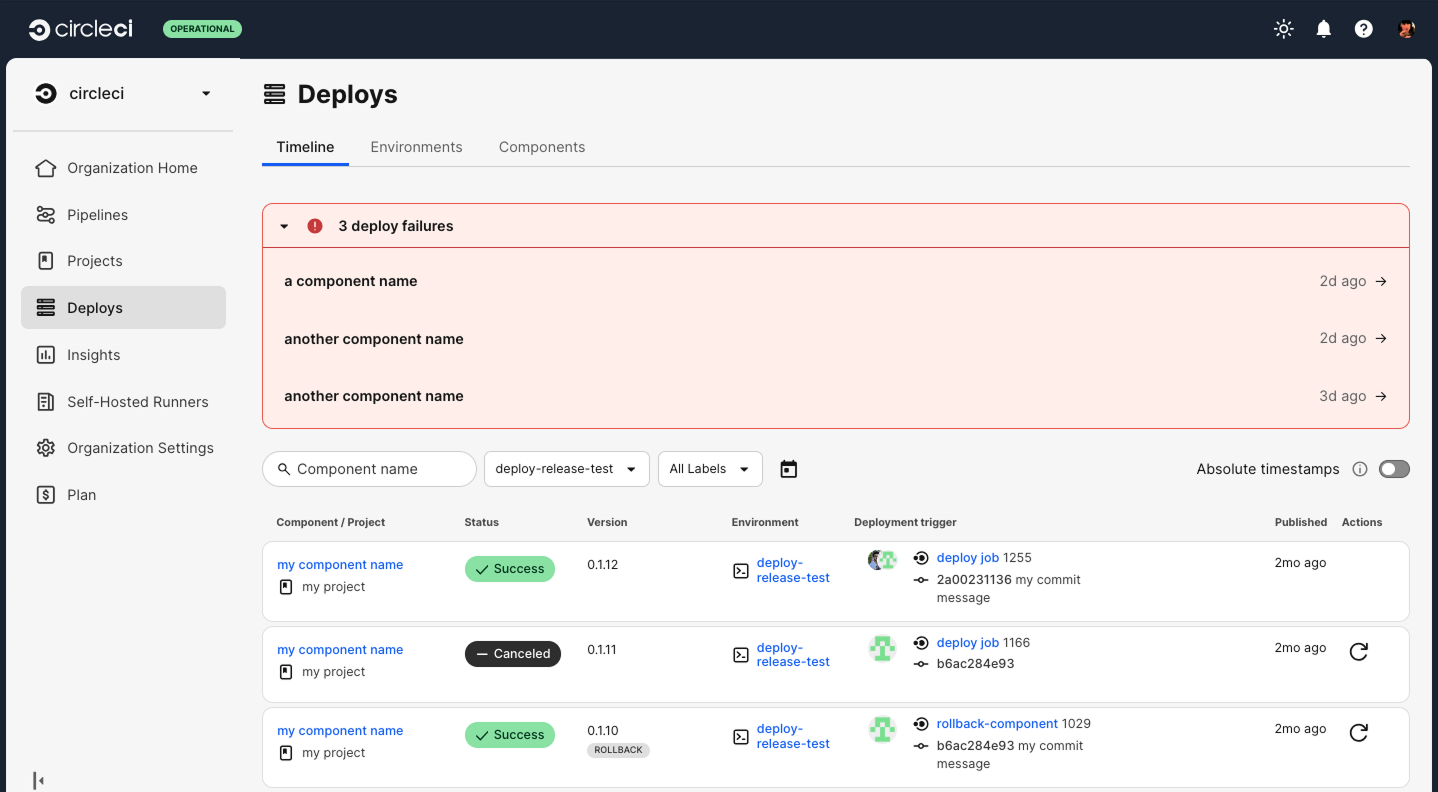 circleci
OPERATIONAL
circleci
Organization Home
Pipelines
Projects
Deploys
Insights
Self-Hosted Runners
Organization Settings
Plan
Deploys
Timeline Environments Components
3 deploy failures
a component name 2d ago
another component name 2d ago
another component name 3d ago
Component name deploy-release-test All Labels Absolute timestamps
Component / Project Status Version Environment Deployment trigger Published Actions
my component name Success 0.1.12 deploy-release-test deploy job 1255 2mo ago
my project 2a00231136 my commit
message
my component name Canceled 0.1.11 deploy-release-test deploy job 1166 2mo ago
my project b6ac284e93
my component name Success 0.1.10 deploy-release-test rollback-component 1029 2mo ago
my project ROLLBACK b6ac284e93 my commit
message